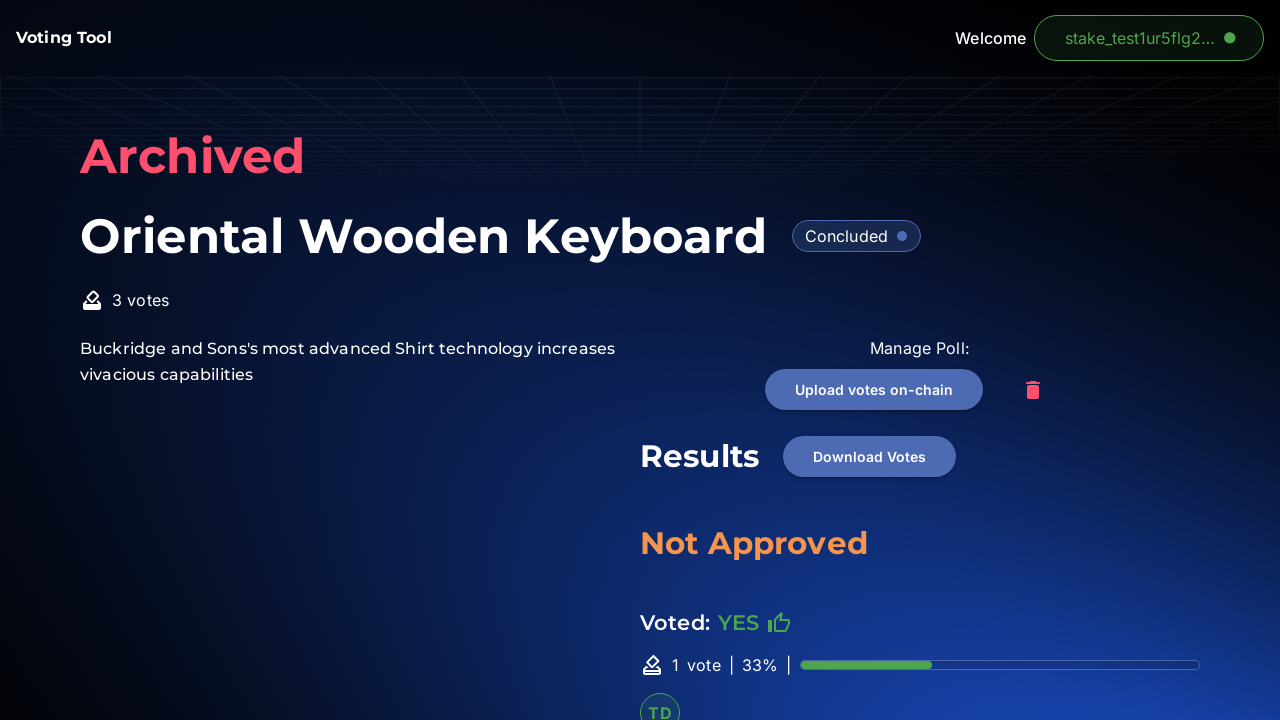 Voting Tool
Welcome
stake_test1ur5flg2...
Archived
Oriental Wooden Keyboard
Concluded
3 votes
Buckridge and Sons's most advanced Shirt technology increases
vivacious capabilities
Manage Poll:
Upload votes on-chain
Results
Download Votes
Not Approved
Voted: YES
1 vote | 33% |
TD